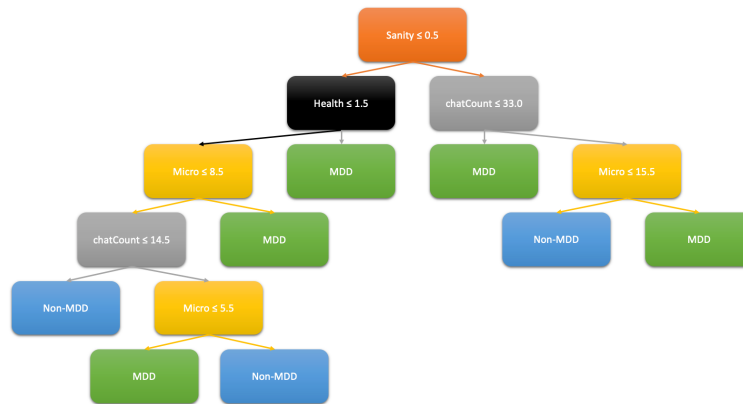 Sanity ≤ 0.5
Health ≤ 1.5
chatCount ≤ 33.0
Micro ≤ 8.5
MDD
MDD
Micro ≤ 15.5
chatCount ≤ 14.5
MDD
Non-MDD
MDD
Non-MDD
Micro ≤ 5.5
MDD
Non-MDD